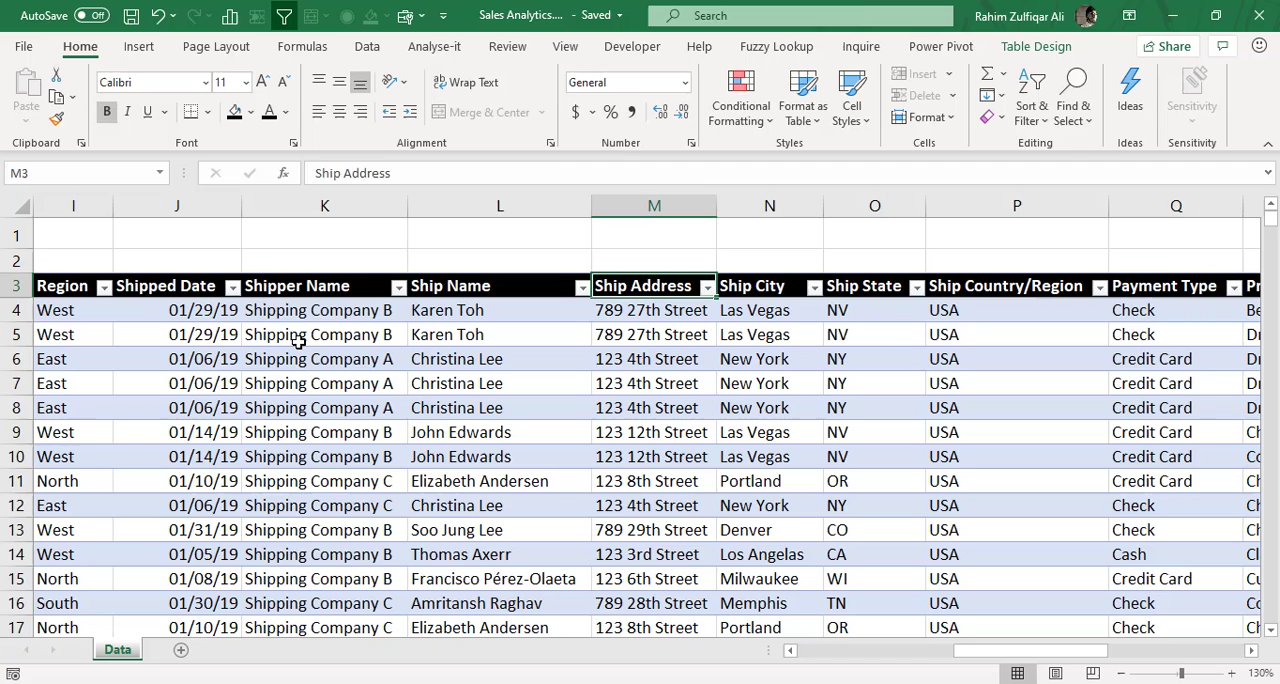 AutoSave Off Sales Analytics.... - Saved Search Rahim Zulfiqar Ali
File Home Insert Page Layout Formulas Data Analyse-it Review View Developer Help Fuzzy Lookup Inquire Power Pivot Table Design Share
Paste Calibri 11 Wrap Text General Conditional Formatting Format as Table Cell Styles Insert Sort & Filter Find & Select Ideas Sensitivity
B I U Merge & Center $ % Delete
Format
Clipboard Font Alignment Number Styles Cells Editing Ideas Sensitivity
M3 fx Ship Address
I J K L M N O P Q
1
2
3 Region Shipped Date Shipper Name Ship Name Ship Address Ship City Ship State Ship Country/Region Payment Type Pr
4 West 01/29/19 Shipping Company B Karen Toh 789 27th Street Las Vegas NV USA Check Be
5 West 01/29/19 Shipping Company B Karen Toh 789 27th Street Las Vegas NV USA Check Dr
6 East 01/06/19 Shipping Company A Christina Lee 123 4th Street New York NY USA Credit Card Dr
7 East 01/06/19 Shipping Company A Christina Lee 123 4th Street New York NY USA Credit Card Dr
8 East 01/06/19 Shipping Company A Christina Lee 123 4th Street New York NY USA Credit Card Dr
9 West 01/14/19 Shipping Company B John Edwards 123 12th Street Las Vegas NV USA Credit Card Ch
10 West 01/14/19 Shipping Company B John Edwards 123 12th Street Las Vegas NV USA Credit Card Co
11 North 01/10/19 Shipping Company C Elizabeth Andersen 123 8th Street Portland OR USA Credit Card Ch
12 East 01/06/19 Shipping Company C Christina Lee 123 4th Street New York NY USA Check Co
13 West 01/31/19 Shipping Company B Soo Jung Lee 789 29th Street Denver CO USA Check Dr
14 West 01/05/19 Shipping Company B Thomas Axerr 123 3rd Street Los Angelas CA USA Cash Cl
15 North 01/08/19 Shipping Company B Francisco Pérez-Olaeta 123 6th Street Milwaukee WI USA Credit Card Cu
16 South 01/30/19 Shipping Company C Amritansh Raghav 789 28th Street Memphis TN USA Check Co
17 North 01/10/19 Shipping Company C Elizabeth Andersen 123 8th Street Portland OR USA Check Ch
Data
130%